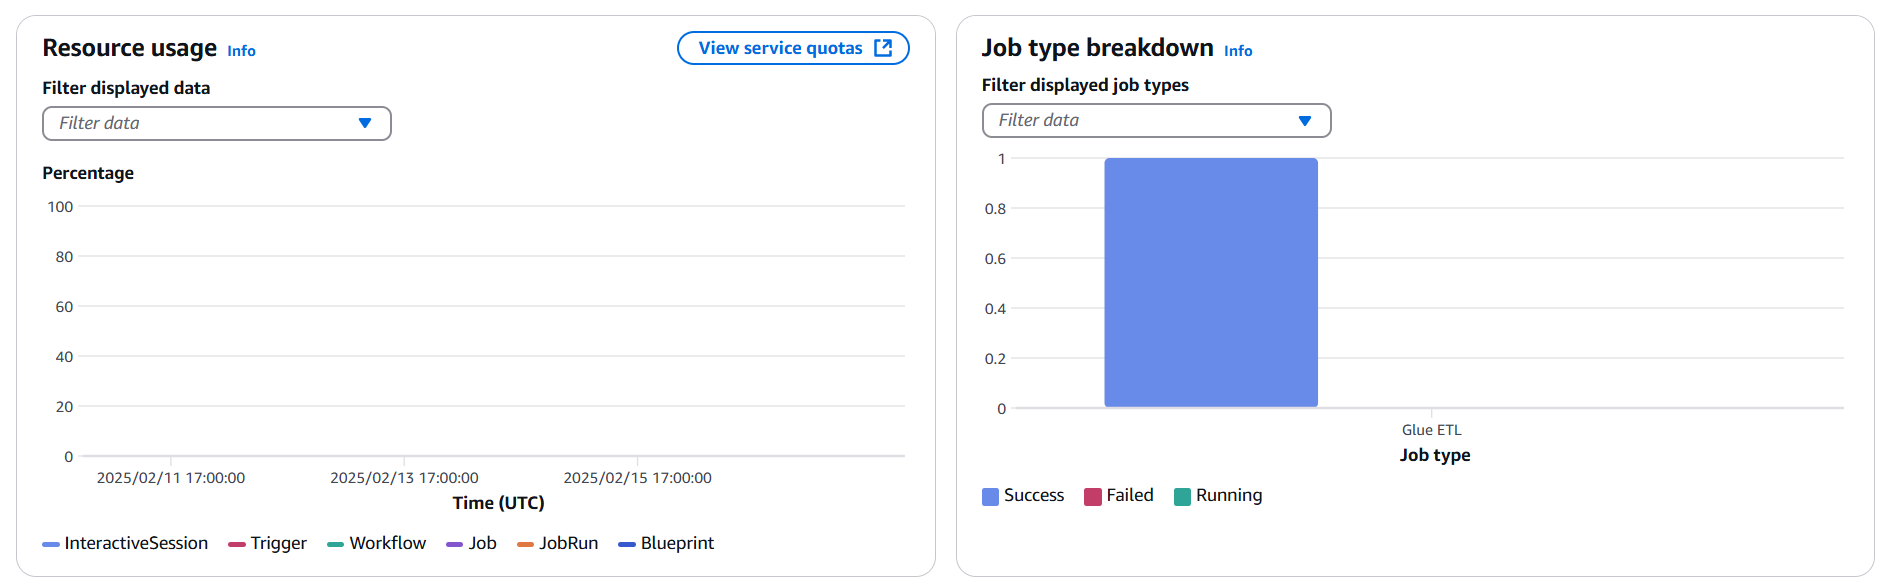 Resource usage Info
View service quotas
Filter displayed data
Filter data
Percentage
100
80
60
40
20
0
2025/02/11 17:00:00 2025/02/13 17:00:00 2025/02/15 17:00:00
Time (UTC)
InteractiveSession Trigger Workflow Job JobRun Blueprint
Job type breakdown Info
Filter displayed job types
Filter data
1
0.8
0.6
0.4
0.2
0
Glue ETL
Job type
Success Failed Running